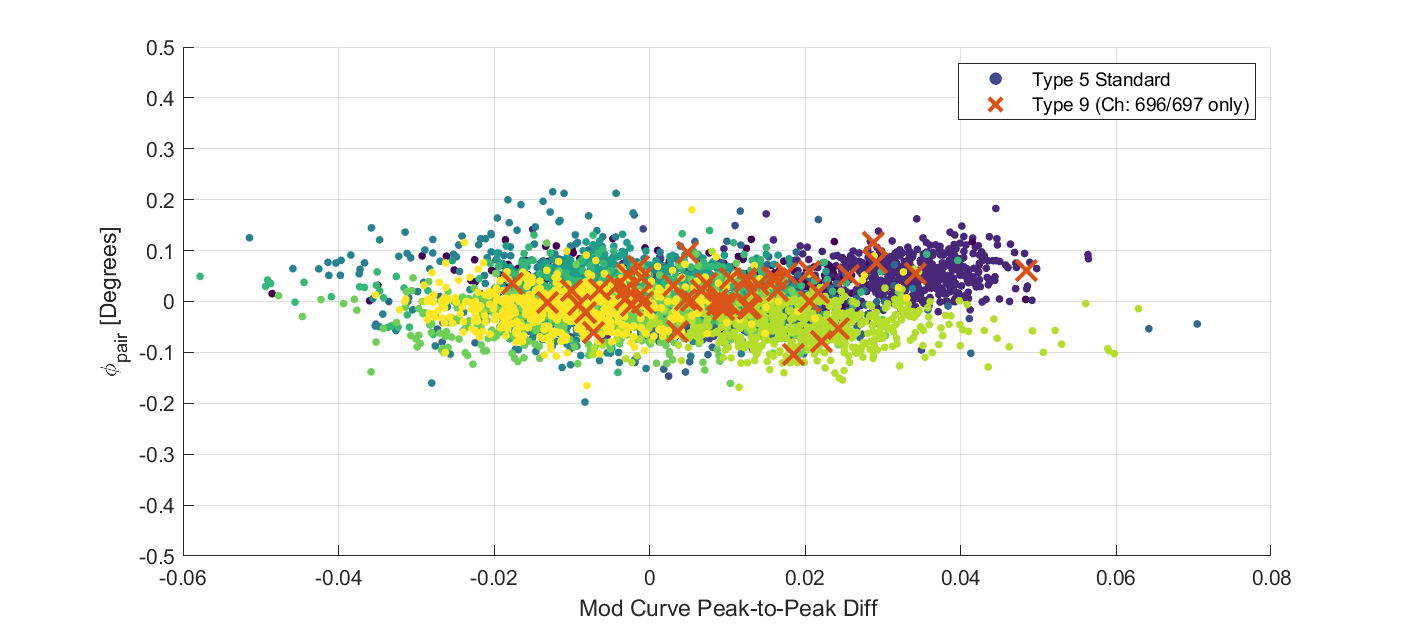 0.5
0.4
0.3
0.2
0.1
0
-0.1
-0.2
-0.3
-0.4
-0.5
ϕpair [Degrees]
Type 5 Standard
Type 9 (Ch: 696/697 only)
-0.06 -0.04 -0.02 0 0.02 0.04 0.06 0.08
Mod Curve Peak-to-Peak Diff